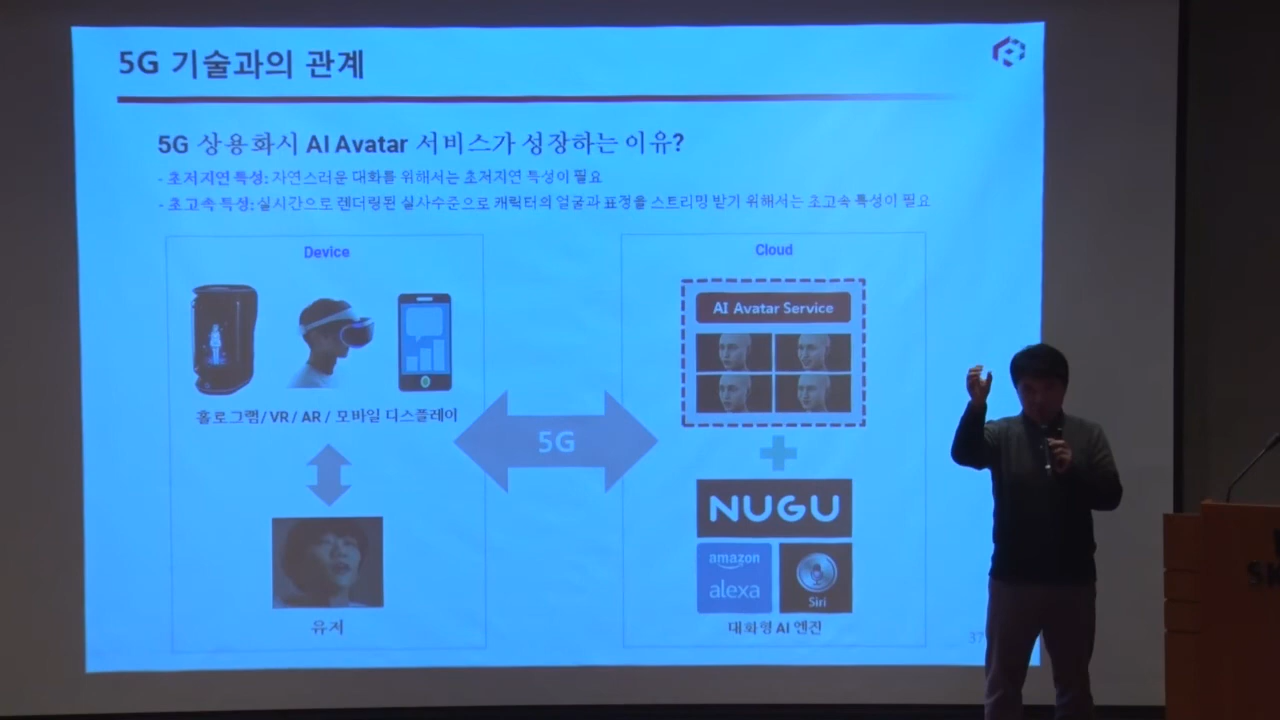 5G 기술과의 관계
5G 상용화시 AI Avatar 서비스가 성장하는 이유?
- 초저지연 특성: 자연스러운 대화를 위해서는 초저지연 특성이 필요
- 초고속 특성: 실시간으로 렌더링된 실사수준으로 캐릭터의 얼굴과 표정을 스트리밍 받기 위해서는 초고속 특성이 필요
Device
홀로그램/ VR / AR / 모바일 디스플레이
유저
5G
Cloud
AI Avatar Service
NUGU
amazon
alexa
Siri
대화형 AI 엔진
37
SK